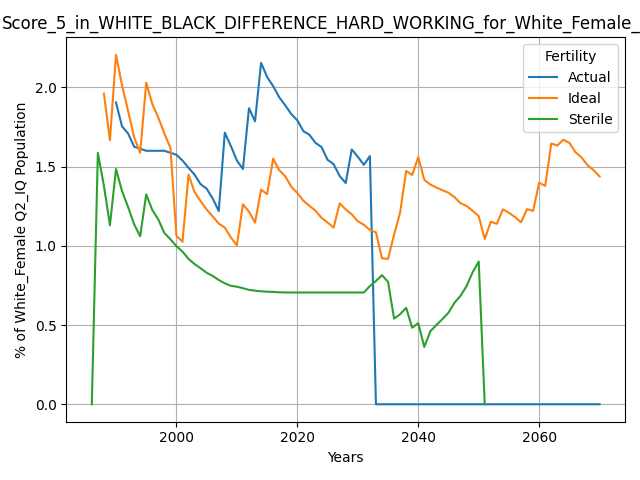 Score_5_in_WHITE_BLACK_DIFFERENCE_HARD_WORKING_for_White_Female_
Fertility
Actual
Ideal
Sterile
% of White_Female Q2_IQ Population
2.0
1.5
1.0
0.5
0.0
2000 2020 2040 2060
Years